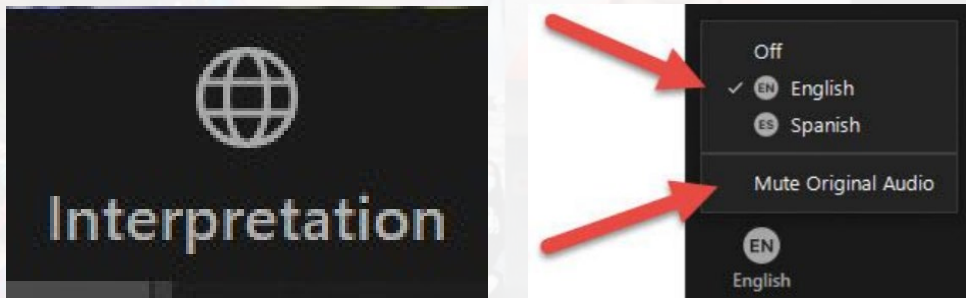 Interpretation
Off
EN English
ES Spanish
Mute Original Audio
EN
English